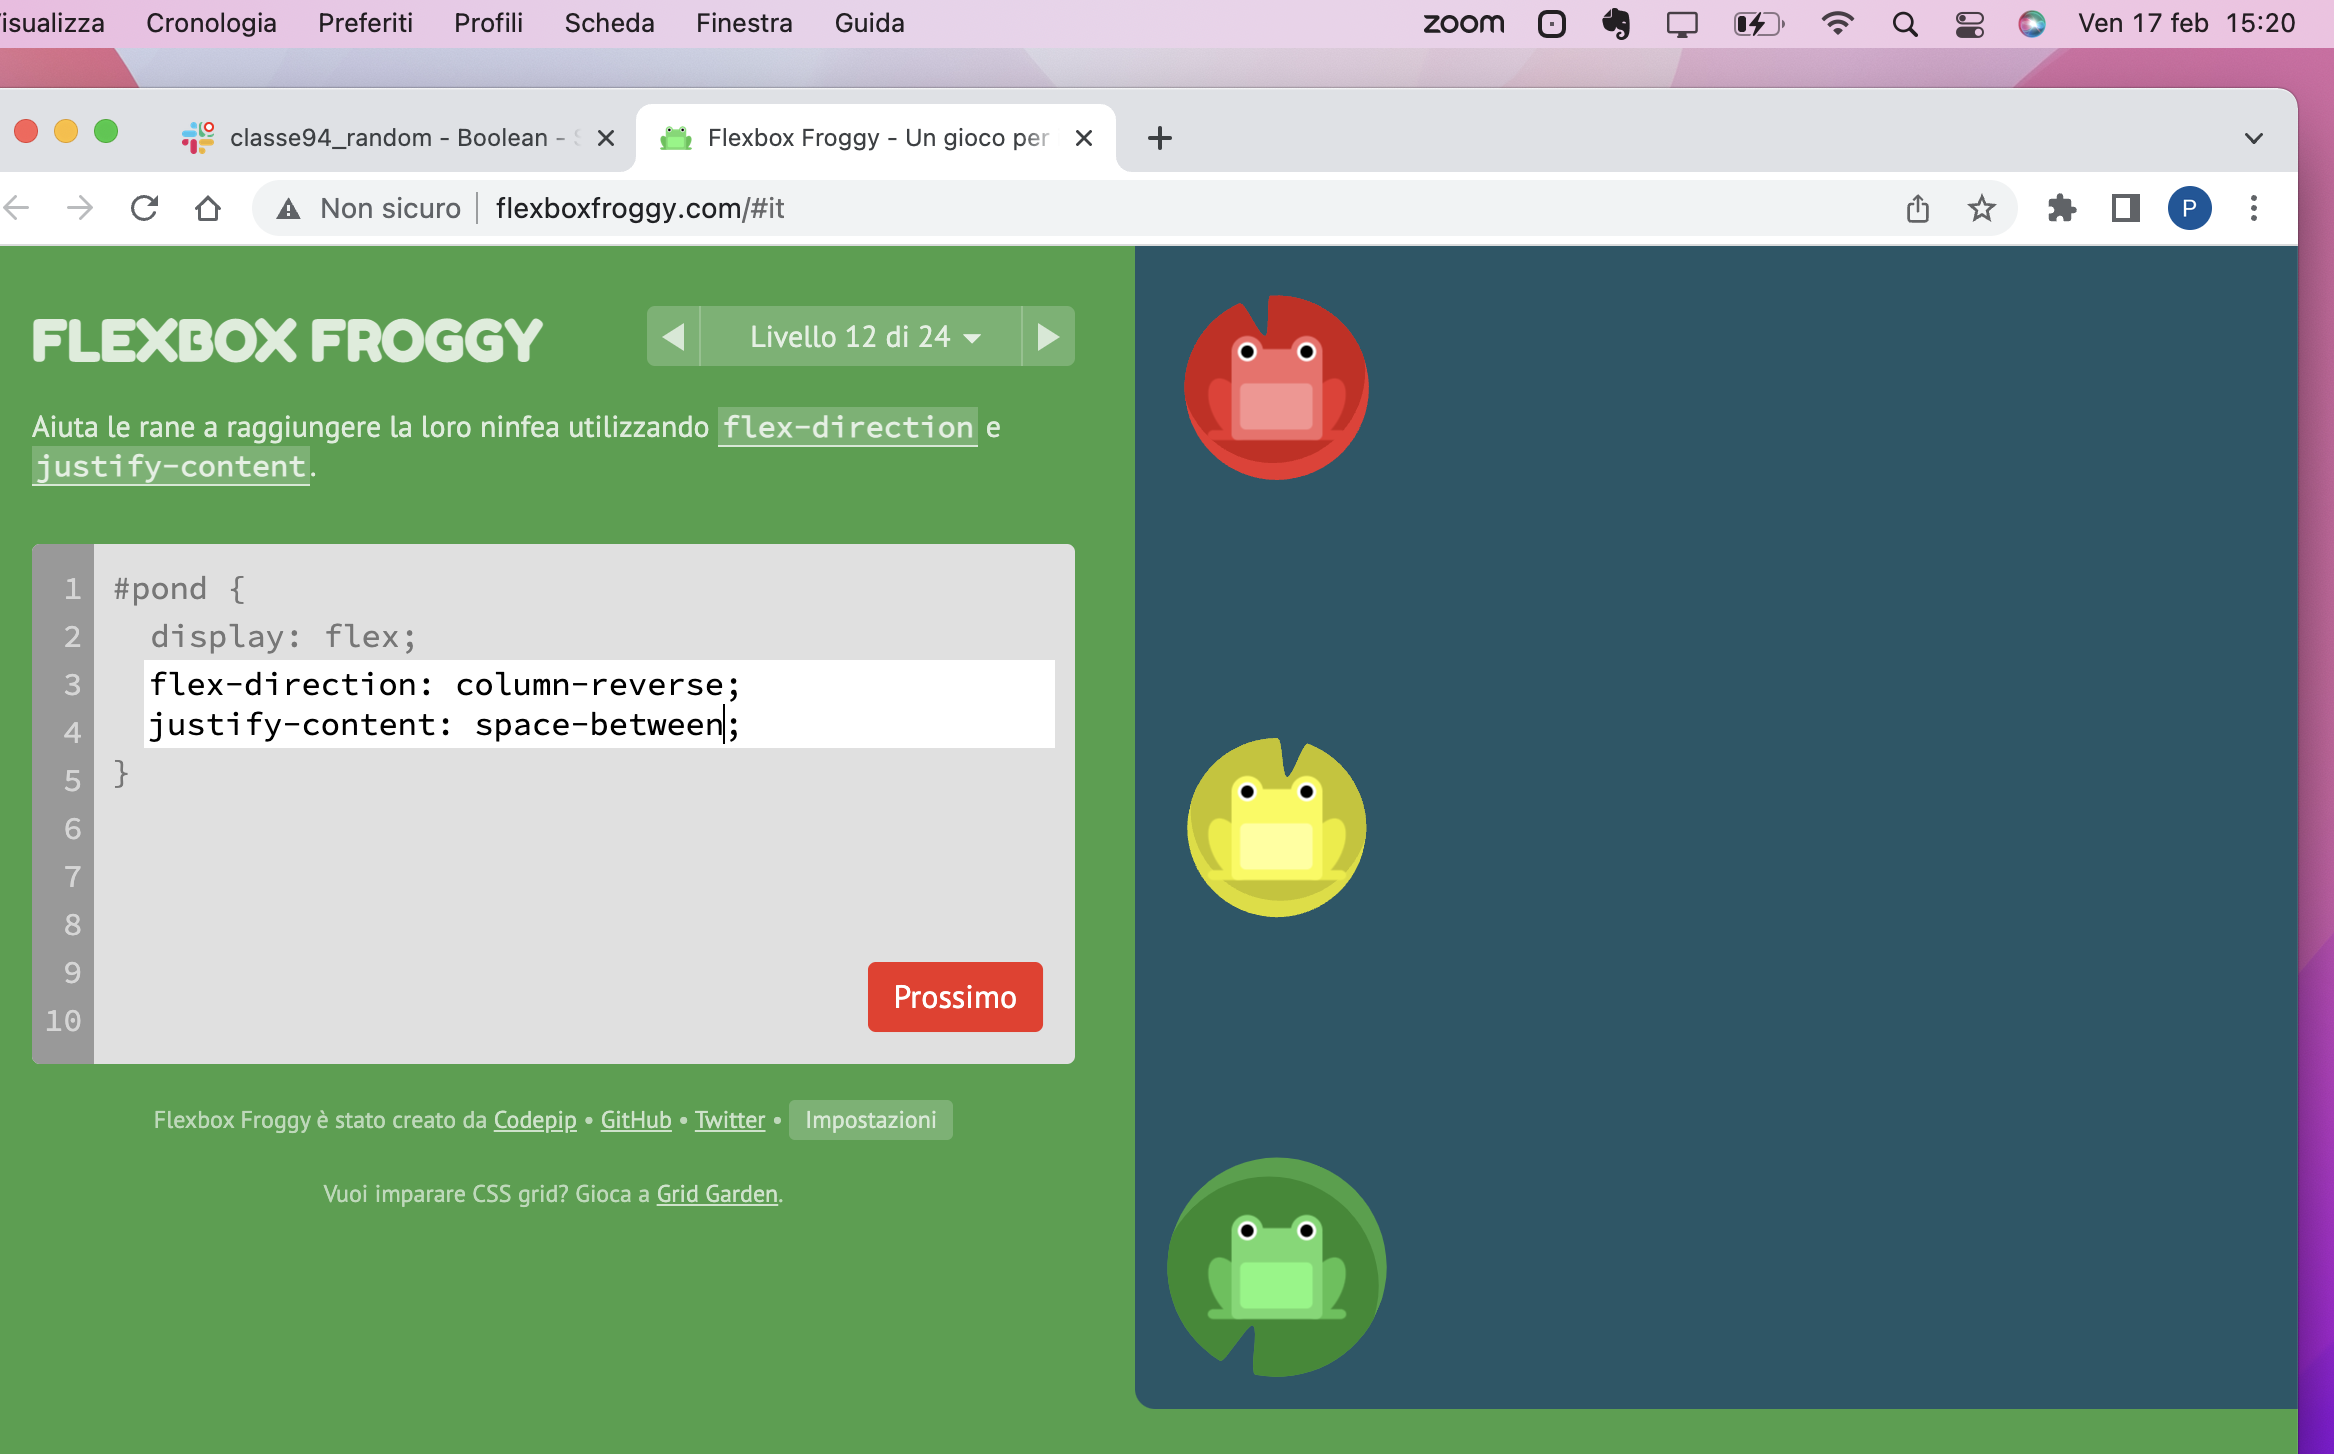 Cronologia Preferiti Profili Scheda Finestra Guida zoom Ven 17 feb 15:20
classe94_random - Boolean - Flexbox Froggy - Un gioco per
Non sicuro flexboxfroggy.com/#it P
FLEXBOX FROGGY
Livello 12 di 24
Aiuta le rane a raggiungere la loro ninfea utilizzando flex-direction e
justify-content.
1 #pond {
2 display: flex;
3 flex-direction: column-reverse;
4 justify-content: space-between;
5 }
6
7
8
9
10
Prossimo
Flexbox Froggy è stato creato da Codepip • GitHub • Twitter • Impostazioni
Vuoi imparare CSS grid? Gioca a Grid Garden.